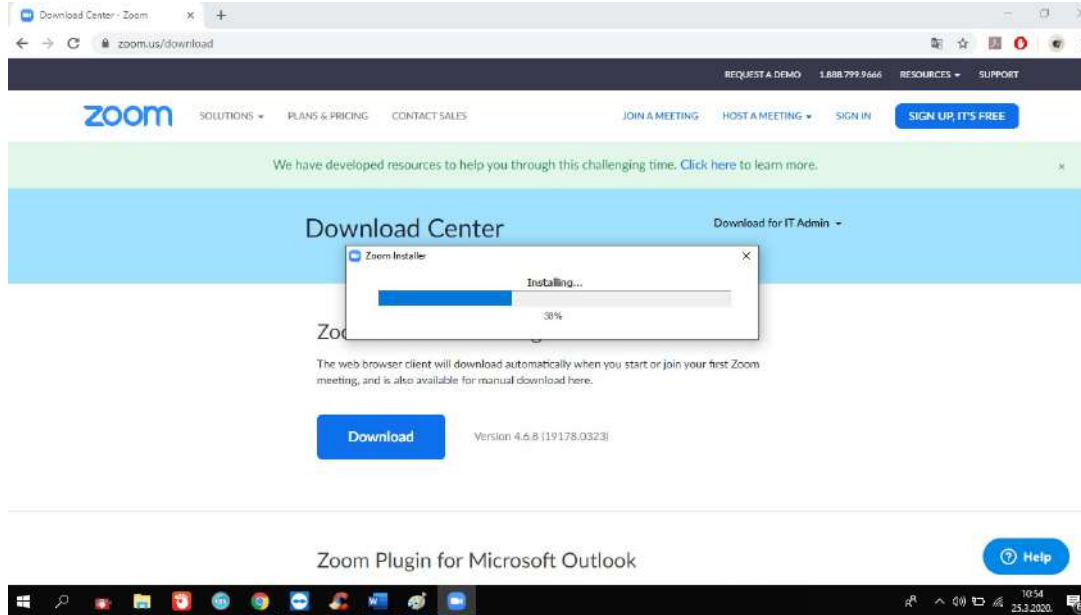 Download Center - Zoom
zoom.us/download
REQUEST A DEMO 1.888.799.9666 RESOURCES SUPPORT
zoom SOLUTIONS PLANS & PRICING CONTACT SALES JOIN A MEETING HOST A MEETING SIGN IN SIGN UP, IT'S FREE
We have developed resources to help you through this challenging time. Click here to learn more.
Download Center
Download for IT Admin
Zoom Installer
Installing...
38%
The web browser client will download automatically when you start or join your first Zoom
meeting, and is also available for manual download here.
Download Version 4.6.8 (19178.0323)
Zoom Plugin for Microsoft Outlook
Help
10:54
25.3.2020.